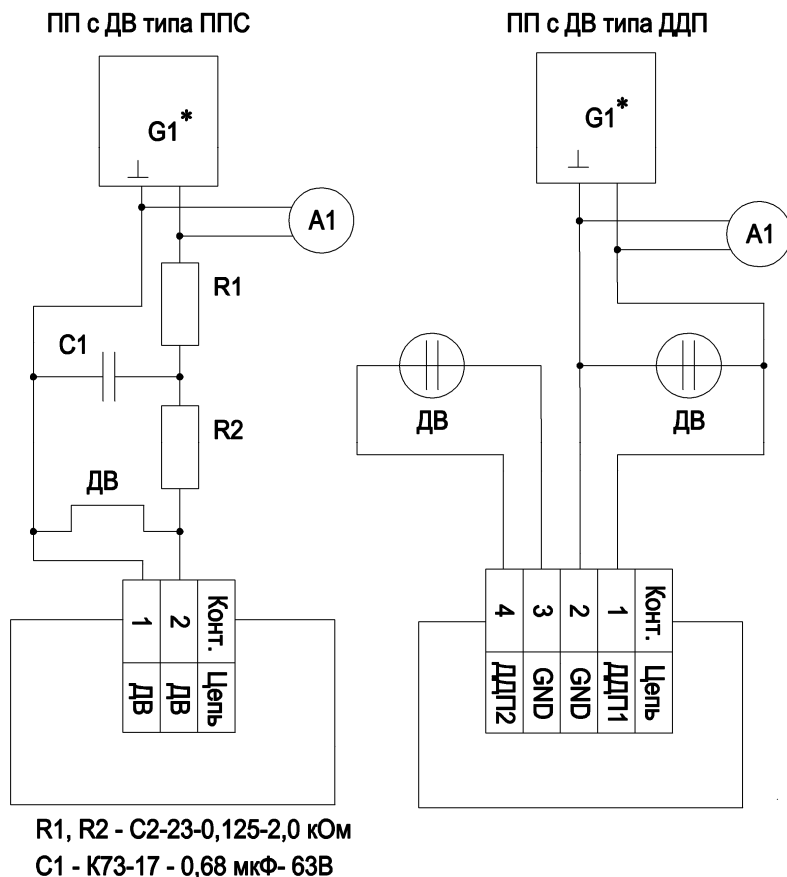 ПП с ДВ типа ППС
G1*
A1
R1
C1
R2
ДВ
1 2 Конт.
ДВ ДВ Цепь
R1, R2 - С2-23-0,125-2,0 кОм
С1 - К73-17 - 0,68 мкФ- 63В
ПП с ДВ типа ДДП
G1*
A1
ДВ
ДВ
4 3 2 1 Конт.
ДДП2 GND GND ДДП1 Цепь